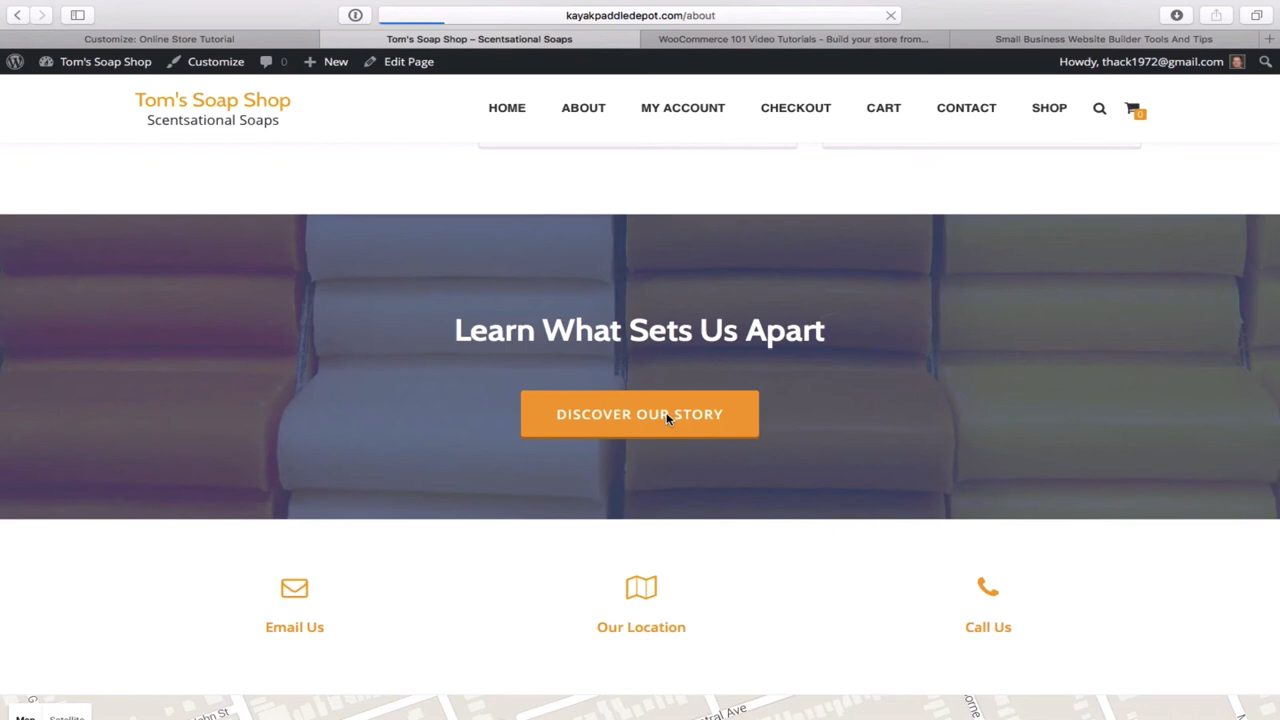 kayakpaddledepot.com/about
Customize: Online Store Tutorial
Tom's Soap Shop – Scentsational Soaps
WooCommerce 101 Video Tutorials - Build your store from...
Small Business Website Builder Tools And Tips
Tom's Soap Shop
Customize
0
New
Edit Page
Howdy, thack1972@gmail.com
Tom's Soap Shop
Scentsational Soaps
HOME
ABOUT
MY ACCOUNT
CHECKOUT
CART
CONTACT
SHOP
0
Learn What Sets Us Apart
DISCOVER OUR STORY
Email Us
Our Location
Call Us
Map
Satellite